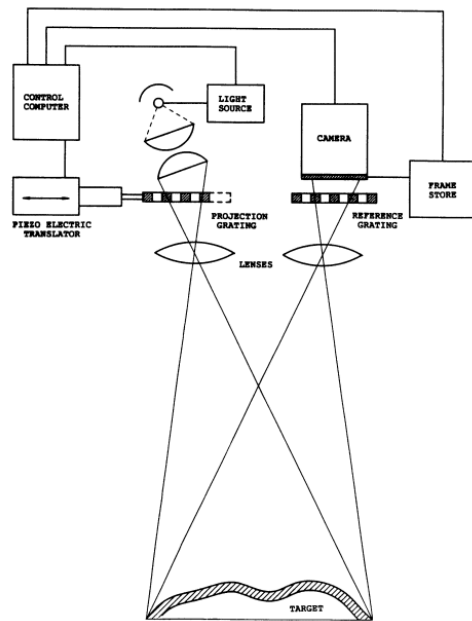 CONTROL
COMPUTER
LIGHT
SOURCE
CAMERA
FRAME
STORE
PIEZO ELECTRIC
TRANSLATOR
PROJECTION
GRATING
REFERENCE
GRATING
LENSES
TARGET